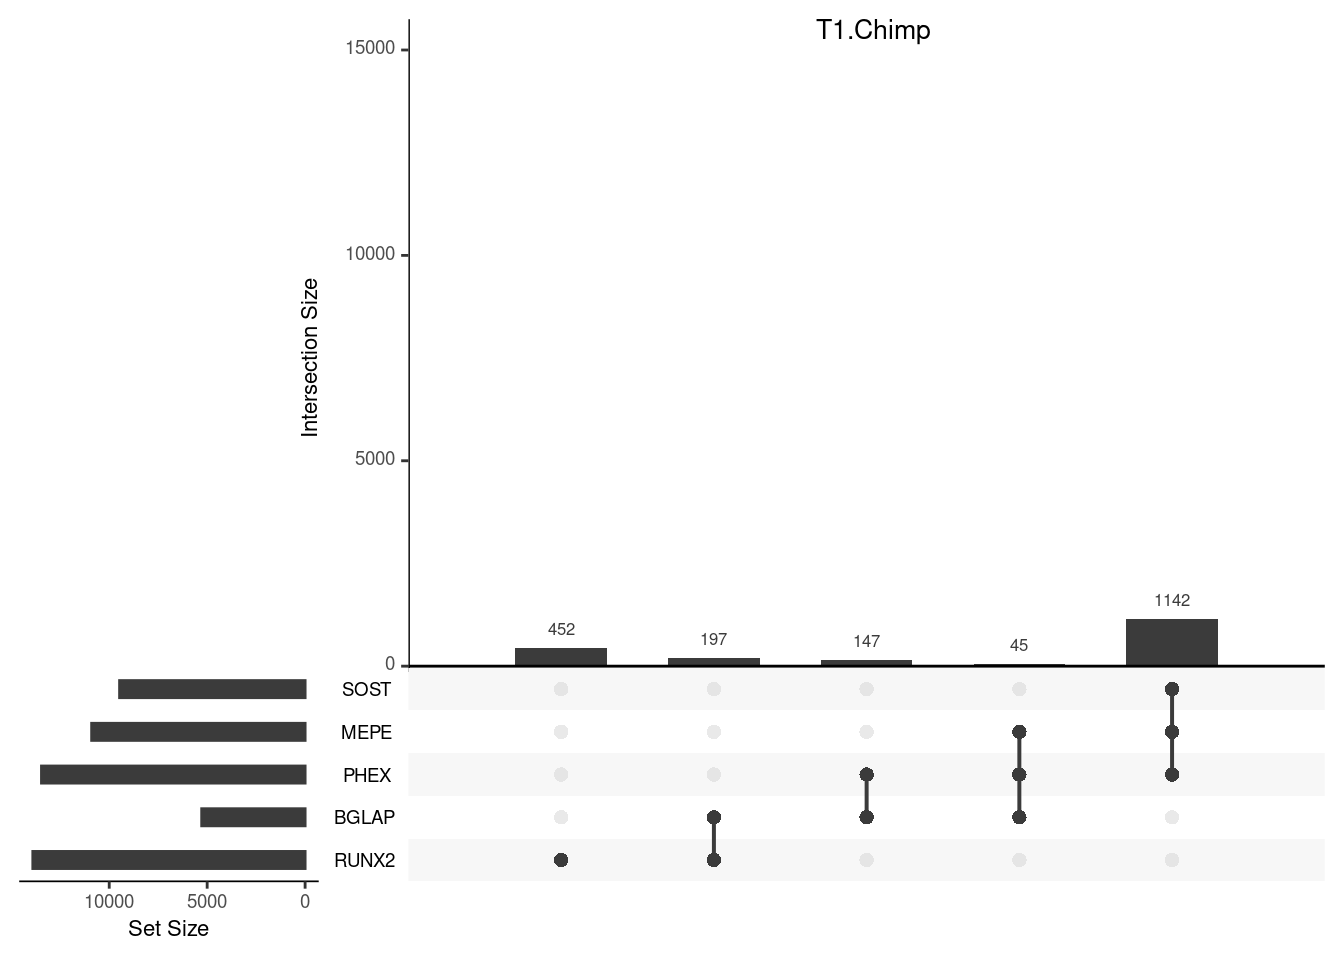 T1.Chimp
15000
10000
5000
0
Intersection Size
452
197
147
45
1142
SOST
MEPE
PHEX
BGLAP
RUNX2
10000 5000 0
Set Size